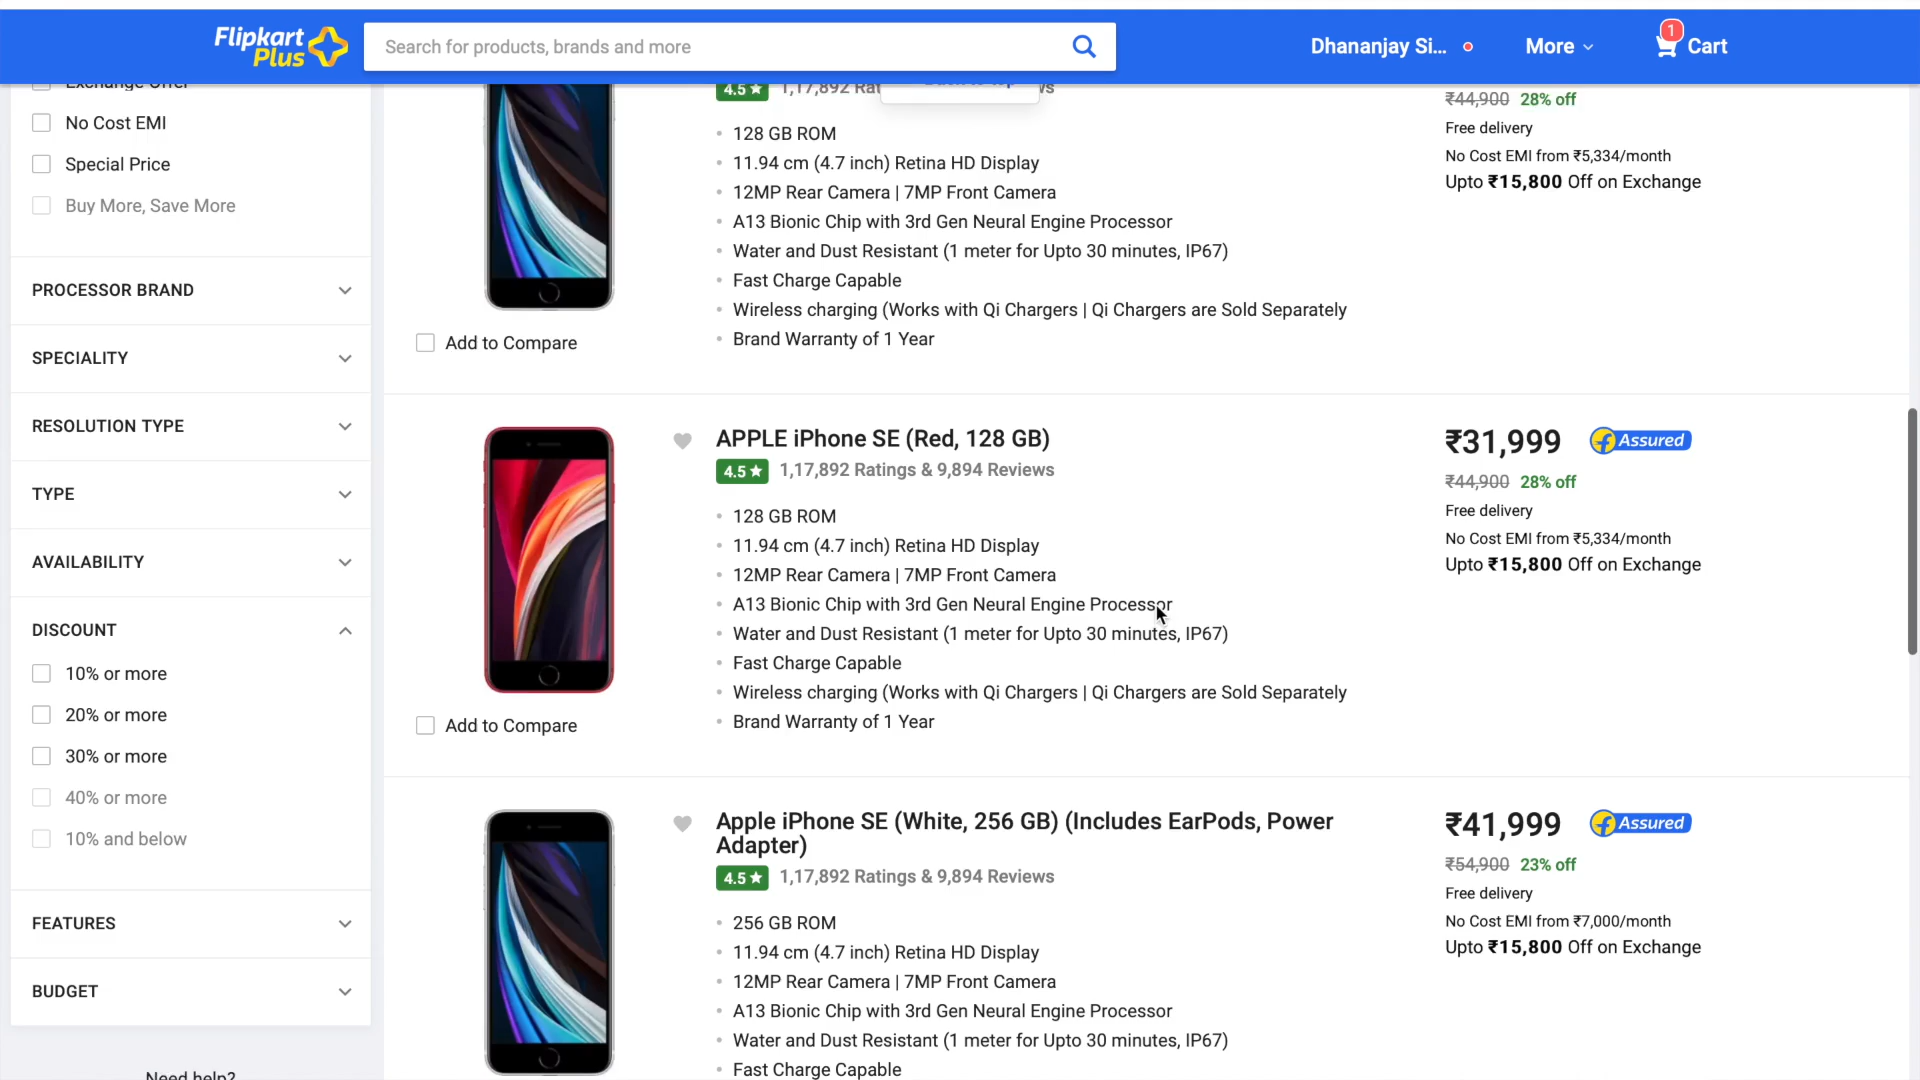 Flipkart
Plus
Search for products, brands and more
Dhananjay Si...
More
1
Cart
Exchange Offer
No Cost EMI
Special Price
Buy More, Save More
PROCESSOR BRAND
SPECIALITY
RESOLUTION TYPE
TYPE
AVAILABILITY
DISCOUNT
10% or more
20% or more
30% or more
40% or more
10% and below
FEATURES
BUDGET
Need help?
4.5★
128 GB ROM
11.94 cm (4.7 inch) Retina HD Display
12MP Rear Camera | 7MP Front Camera
A13 Bionic Chip with 3rd Gen Neural Engine Processor
Water and Dust Resistant (1 meter for Upto 30 minutes, IP67)
Fast Charge Capable
Wireless charging (Works with Qi Chargers | Qi Chargers are Sold Separately
Brand Warranty of 1 Year
Add to Compare
₹44,900 28% off
Free delivery
No Cost EMI from ₹5,334/month
Upto ₹15,800 Off on Exchange
APPLE iPhone SE (Red, 128 GB)
4.5★ 1,17,892 Ratings & 9,894 Reviews
128 GB ROM
11.94 cm (4.7 inch) Retina HD Display
12MP Rear Camera | 7MP Front Camera
A13 Bionic Chip with 3rd Gen Neural Engine Processor
Water and Dust Resistant (1 meter for Upto 30 minutes, IP67)
Fast Charge Capable
Wireless charging (Works with Qi Chargers | Qi Chargers are Sold Separately
Brand Warranty of 1 Year
Add to Compare
₹31,999 Assured
₹44,900 28% off
Free delivery
No Cost EMI from ₹5,334/month
Upto ₹15,800 Off on Exchange
Apple iPhone SE (White, 256 GB) (Includes EarPods, Power
Adapter)
4.5★ 1,17,892 Ratings & 9,894 Reviews
256 GB ROM
11.94 cm (4.7 inch) Retina HD Display
12MP Rear Camera | 7MP Front Camera
A13 Bionic Chip with 3rd Gen Neural Engine Processor
Water and Dust Resistant (1 meter for Upto 30 minutes, IP67)
Fast Charge Capable
₹41,999 Assured
₹54,900 23% off
Free delivery
No Cost EMI from ₹7,000/month
Upto ₹15,800 Off on Exchange